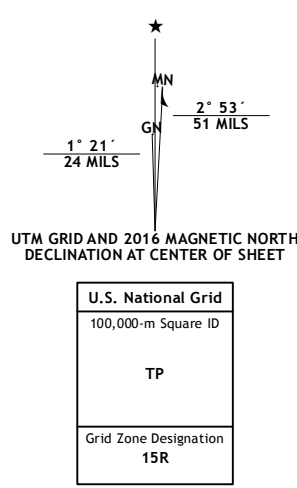 ★
MN
GN
2° 53´
51 MILS
1° 21´
24 MILS
UTM GRID AND 2016 MAGNETIC NORTH
DECLINATION AT CENTER OF SHEET
U.S. National Grid
100,000-m Square ID
TP
Grid Zone Designation
15R